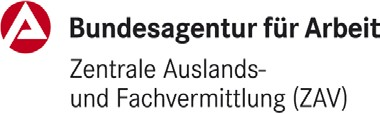 Bundesagentur für Arbeit
Zentrale Auslands-
und Fachvermittlung (ZAV)